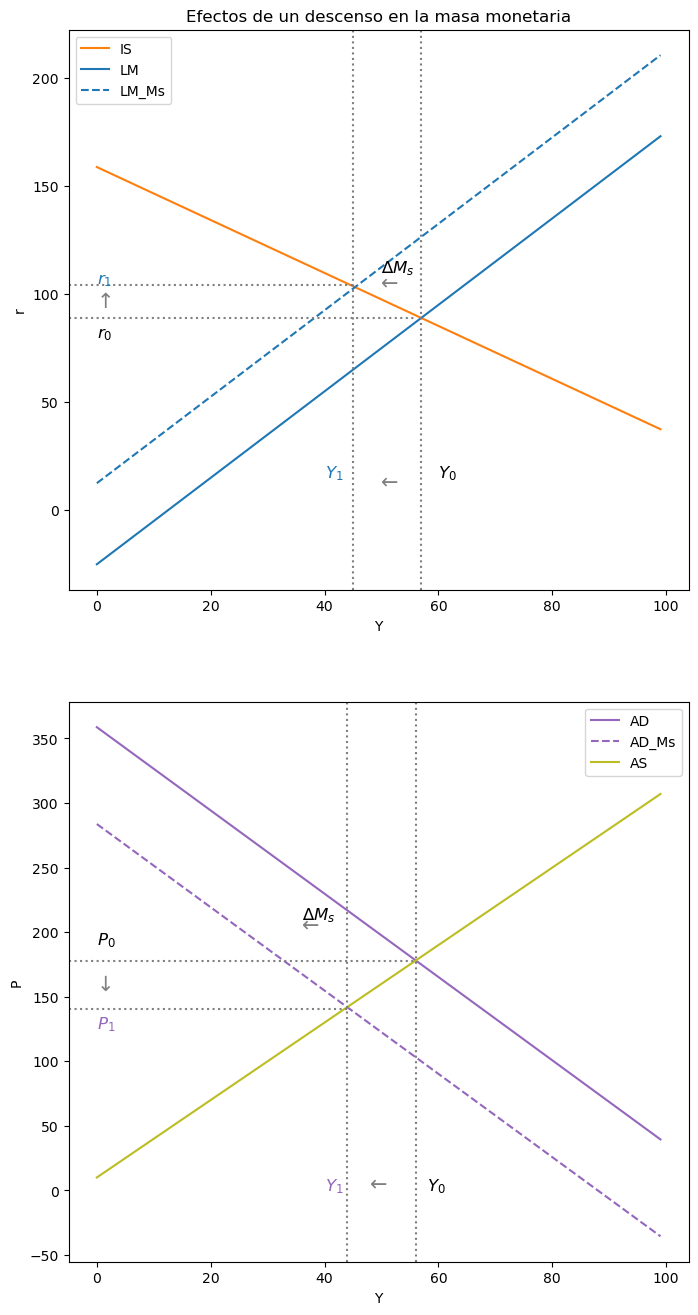 Efectos de un descenso en la masa monetaria
IS
LM
LM_Ms
200
150
100
50
0
r
r₁
↑
r₀
ΔMₛ
←
Y₁
←
Y₀
0 20 40 60 80 100
Y
AD
AD_Ms
AS
350
300
250
200
150
100
50
0
−50
P
ΔMₛ
←
P₀
↓
P₁
Y₁ ← Y₀
0 20 40 60 80 100
Y